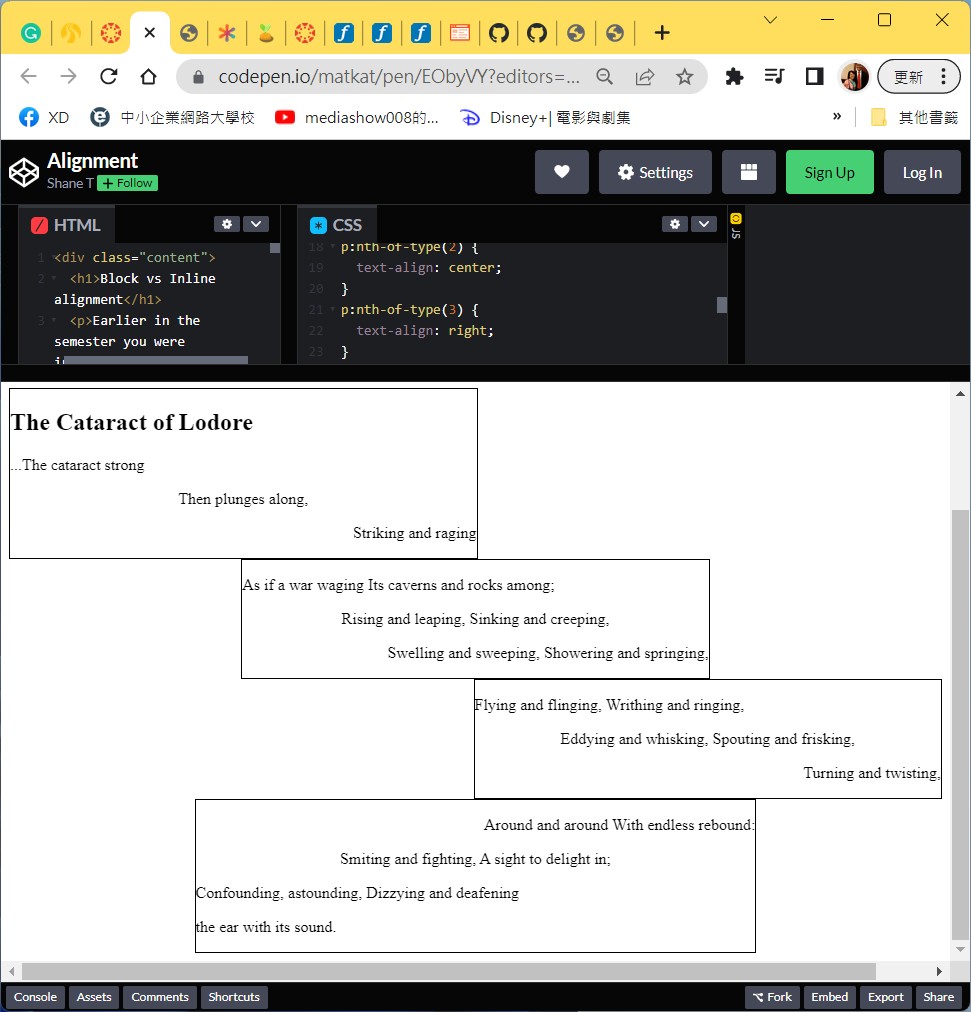 codepen.io/matkat/pen/EObyVY?editors=...
更新
XD
中小企業網路大學校
mediashow008的...
Disney+| 電影與劇集
»
其他書籤
Alignment
Shane T
+ Follow
Settings
Sign Up
Log In
HTML
CSS
JS
1 <div class="content">
2 <h1>Block vs Inline
alignment</h1>
3 <p>Earlier in the
semester you were
18 p:nth-of-type(2) {
19 text-align: center;
20 }
21 p:nth-of-type(3) {
22 text-align: right;
23 }
The Cataract of Lodore
...The cataract strong
Then plunges along,
Striking and raging
As if a war waging Its caverns and rocks among;
Rising and leaping, Sinking and creeping,
Swelling and sweeping, Showering and springing,
Flying and flinging, Writhing and ringing,
Eddying and whisking, Spouting and frisking,
Turning and twisting,
Around and around With endless rebound:
Smiting and fighting, A sight to delight in;
Confounding, astounding, Dizzying and deafening
the ear with its sound.
Console
Assets
Comments
Shortcuts
Fork
Embed
Export
Share